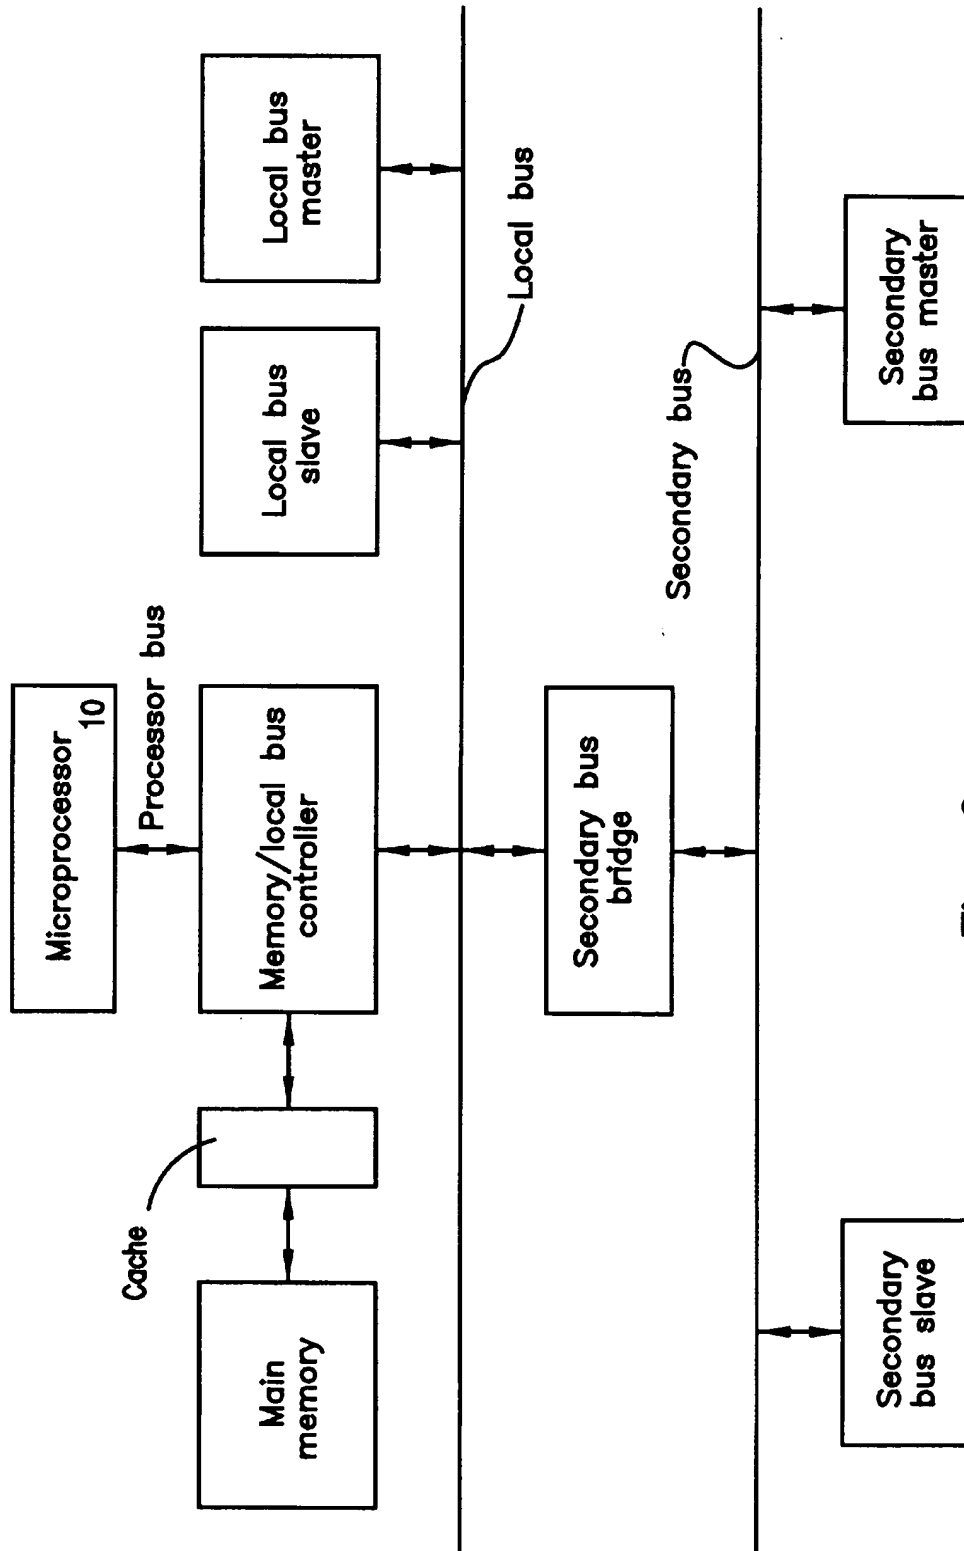 Microprocessor
10
Processor bus
Cache
Main
memory
Memory/local bus
controller
Local bus
slave
Local bus
master
Local bus
Secondary bus
bridge
Secondary bus
Secondary
bus slave
Secondary
bus master